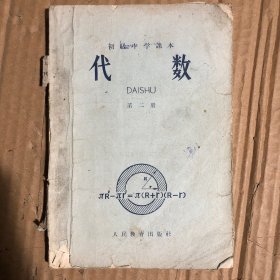 初级中学课本
代数
DAISHU
第二册
R
r
πR²-πr²=π(R+r)(R-r)
人民教育出版社